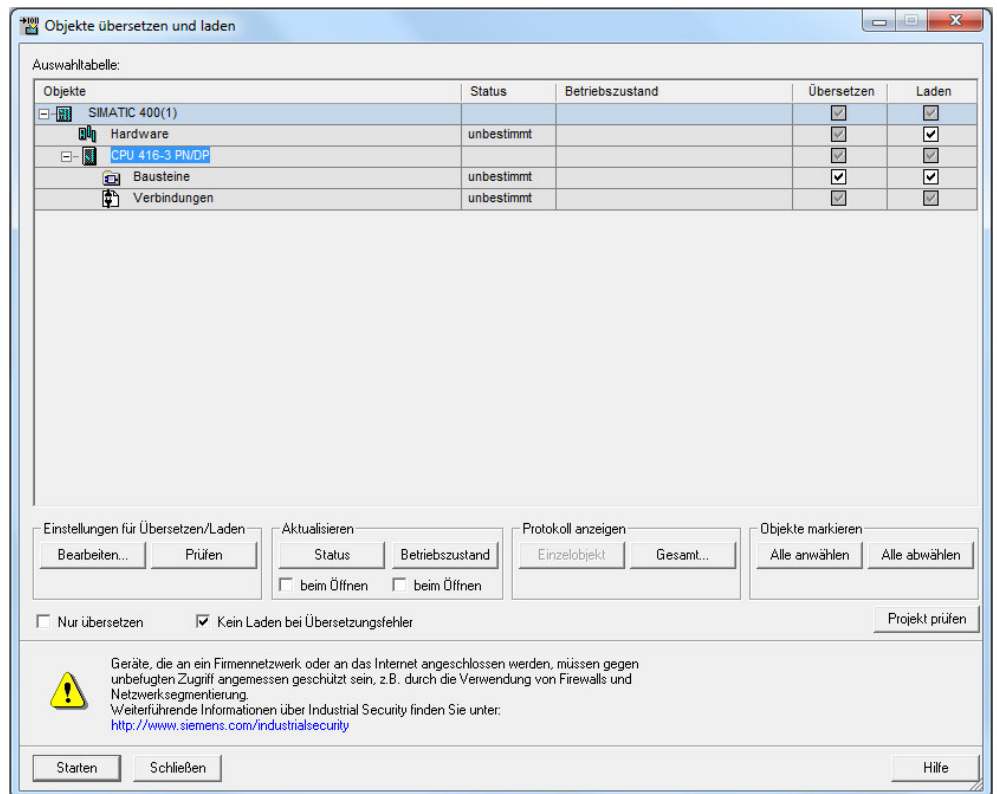 Objekte übersetzen und laden
Auswahltabelle:
Objekte Status Betriebszustand Übersetzen Laden
SIMATIC 400(1)
Hardware unbestimmt
CPU 416-3 PN/DP
Bausteine unbestimmt
Verbindungen unbestimmt
Einstellungen für Übersetzen/Laden Aktualisieren Protokoll anzeigen Objekte markieren
Bearbeiten... Prüfen Status Betriebszustand Einzelobjekt Gesamt... Alle anwählen Alle abwählen
beim Öffnen beim Öffnen
Nur übersetzen Kein Laden bei Übersetzungsfehler Projekt prüfen
Geräte, die an ein Firmennetzwerk oder an das Internet angeschlossen werden, müssen gegen
unbefugten Zugriff angemessen geschützt sein, z.B. durch die Verwendung von Firewalls und
Netzwerksegmentierung.
Weiterführende Informationen über Industrial Security finden Sie unter:
http://www.siemens.com/industrialsecurity
Starten Schließen Hilfe